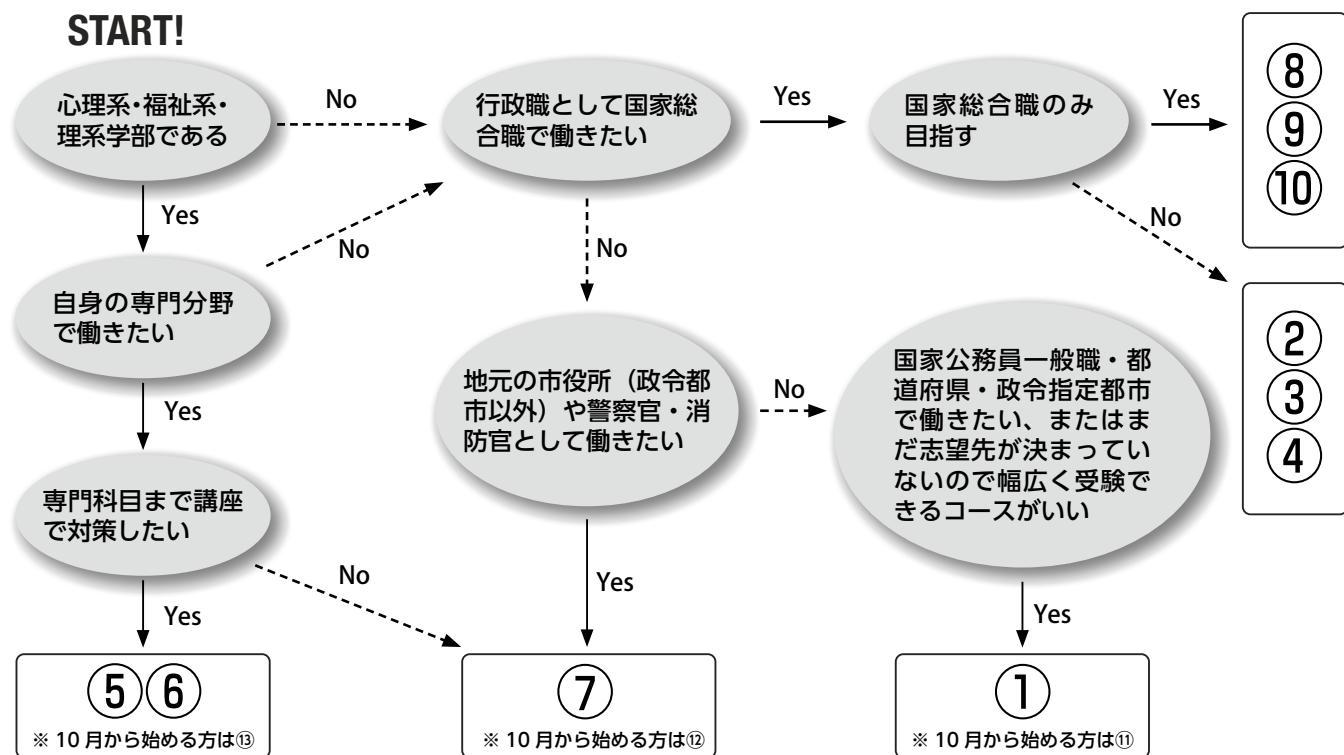 START!
心理系・福祉系・
理系学部である
No
行政職として国家総
合職で働きたい
Yes
国家総合職のみ
目指す
Yes
⑧
⑨
⑩
Yes
No
No
No
自身の専門分野
で働きたい
Yes
地元の市役所（政令都
市以外）や警察官・消
防官として働きたい
No
国家公務員一般職・都
道府県・政令指定都市
で働きたい、またはま
だ志望先が決まってい
ないので幅広く受験で
きるコースがいい
②
③
④
専門科目まで講座
で対策したい
No
Yes
Yes
Yes
⑤⑥
※ 10 月から始める方は⑬
⑦
※ 10 月から始める方は⑫
①
※ 10 月から始める方は⑪